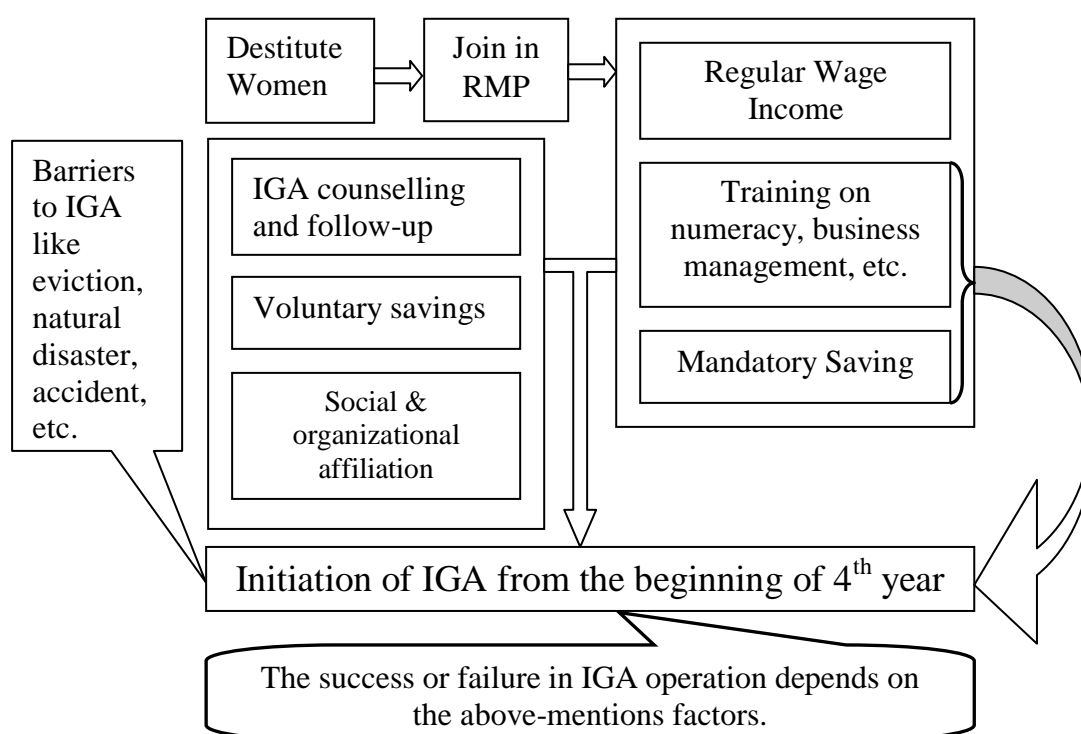 Destitute
Women
Join in
RMP
Regular Wage
Income
Training on
numeracy, business
management, etc.
Mandatory Saving
IGA counselling
and follow-up
Voluntary savings
Social &
organizational
affiliation
Barriers
to IGA
like
eviction,
natural
disaster,
accident,
etc.
Initiation of IGA from the beginning of 4th year
The success or failure in IGA operation depends on
the above-mentions factors.